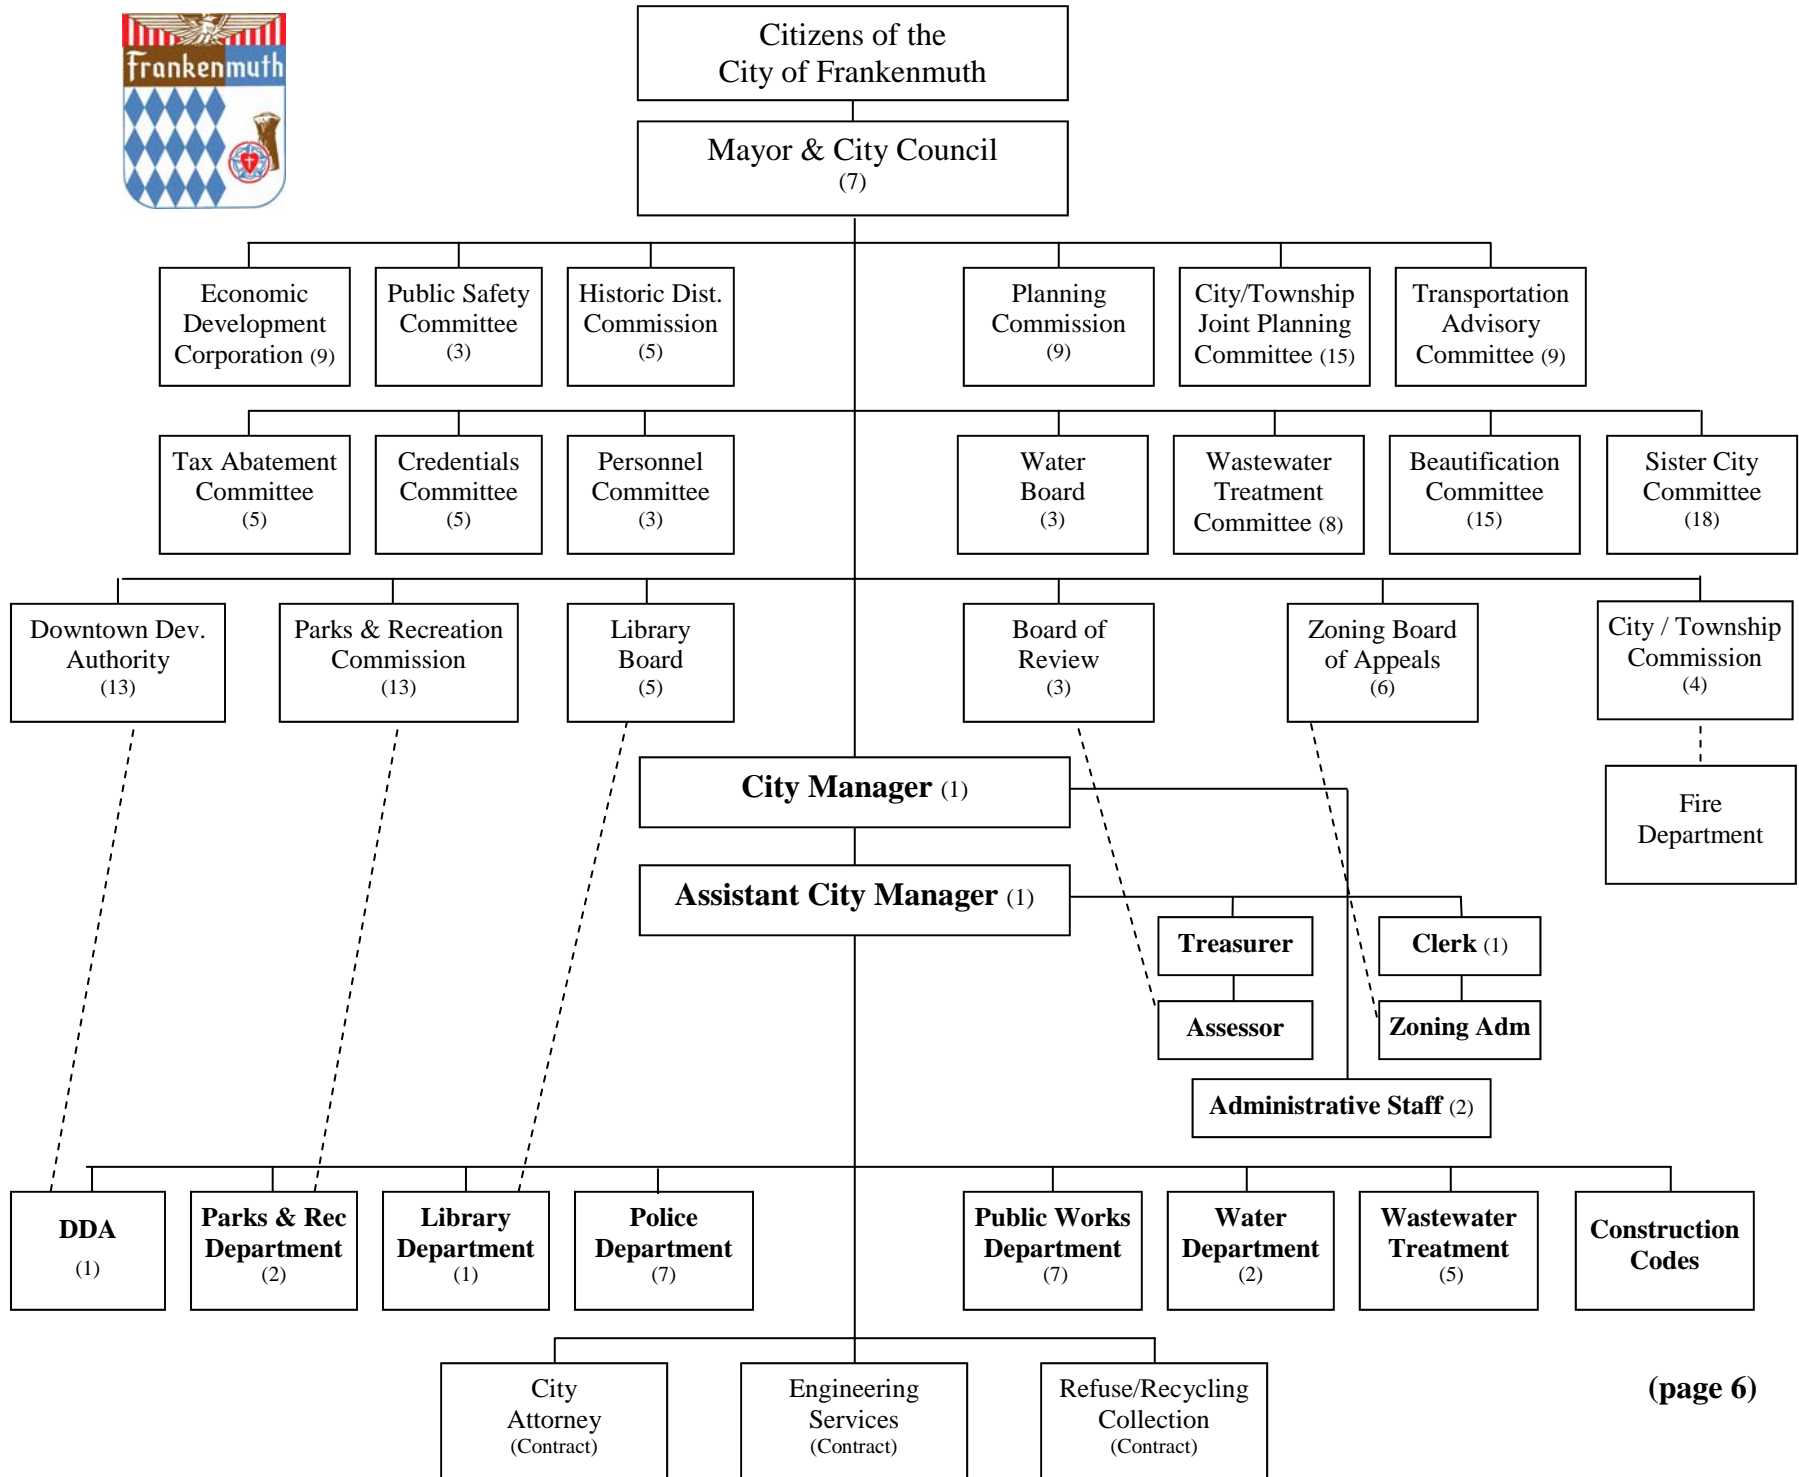 Frankenmuth
Citizens of the
City of Frankenmuth
Mayor & City Council
(7)
Economic
Development
Corporation (9)
Public Safety
Committee
(3)
Historic Dist.
Commission
(5)
Planning
Commission
(9)
City/Township
Joint Planning
Committee (15)
Transportation
Advisory
Committee (9)
Tax Abatement
Committee
(5)
Credentials
Committee
(5)
Personnel
Committee
(3)
Water
Board
(3)
Wastewater
Treatment
Committee (8)
Beautification
Committee
(15)
Sister City
Committee
(18)
Downtown Dev.
Authority
(13)
Parks & Recreation
Commission
(13)
Library
Board
(5)
Board of
Review
(3)
Zoning Board
of Appeals
(6)
City / Township
Commission
(4)
City Manager (1)
Fire
Department
Assistant City Manager (1)
Treasurer
Clerk (1)
Assessor
Zoning Adm
Administrative Staff (2)
DDA
(1)
Parks & Rec
Department
(2)
Library
Department
(1)
Police
Department
(7)
Public Works
Department
(7)
Water
Department
(2)
Wastewater
Treatment
(5)
Construction
Codes
City
Attorney
(Contract)
Engineering
Services
(Contract)
Refuse/Recycling
Collection
(Contract)
(page 6)